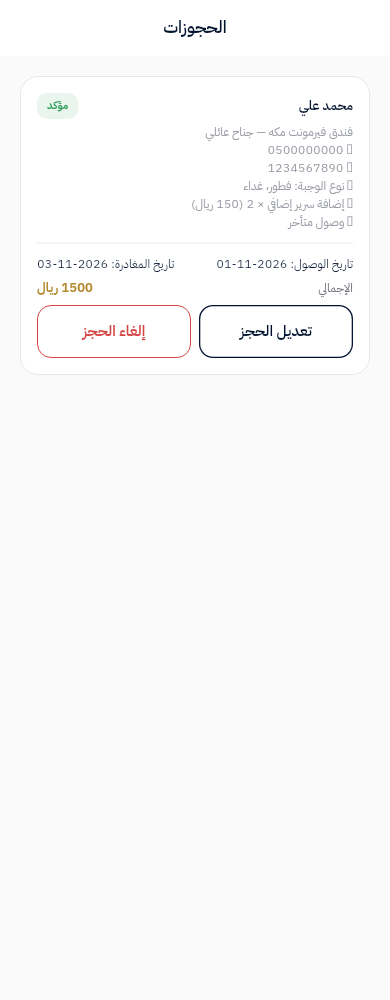 الحجوزات
محمد علي
مؤكد
فندق فيرمونت مكه — جناح عائلي
0500000000
1234567890
نوع الوجبة: فطور، غداء
إضافة سرير إضافي × 2 (150 ريال)
وصول متأخر
تاريخ الوصول: 2026-11-01
تاريخ المغادرة: 2026-11-03
الإجمالي
1500 ريال
تعديل الحجز
إلغاء الحجز